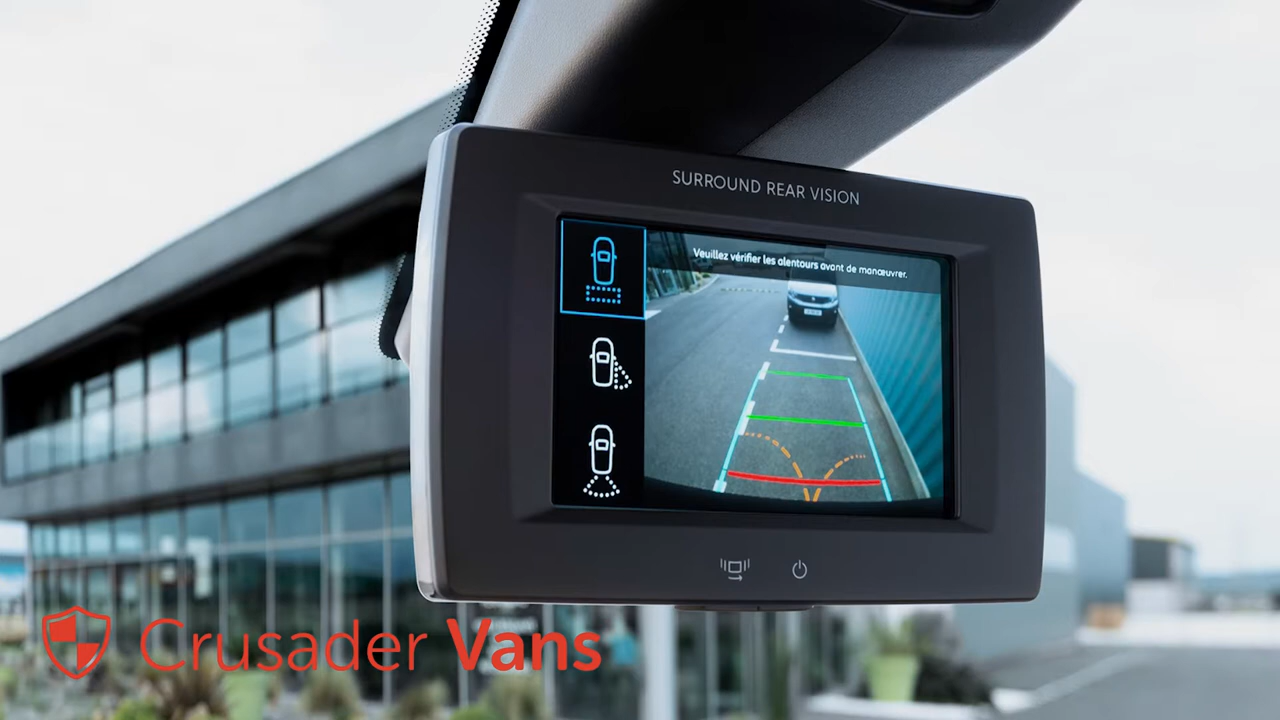 SURROUND REAR VISION
Veuillez vérifier les alentours avant de manœuvrer.
Crusader Vans